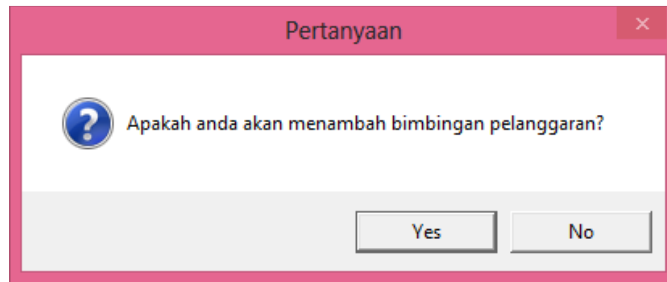 Pertanyaan
Apakah anda akan menambah bimbingan pelanggaran?
Yes No